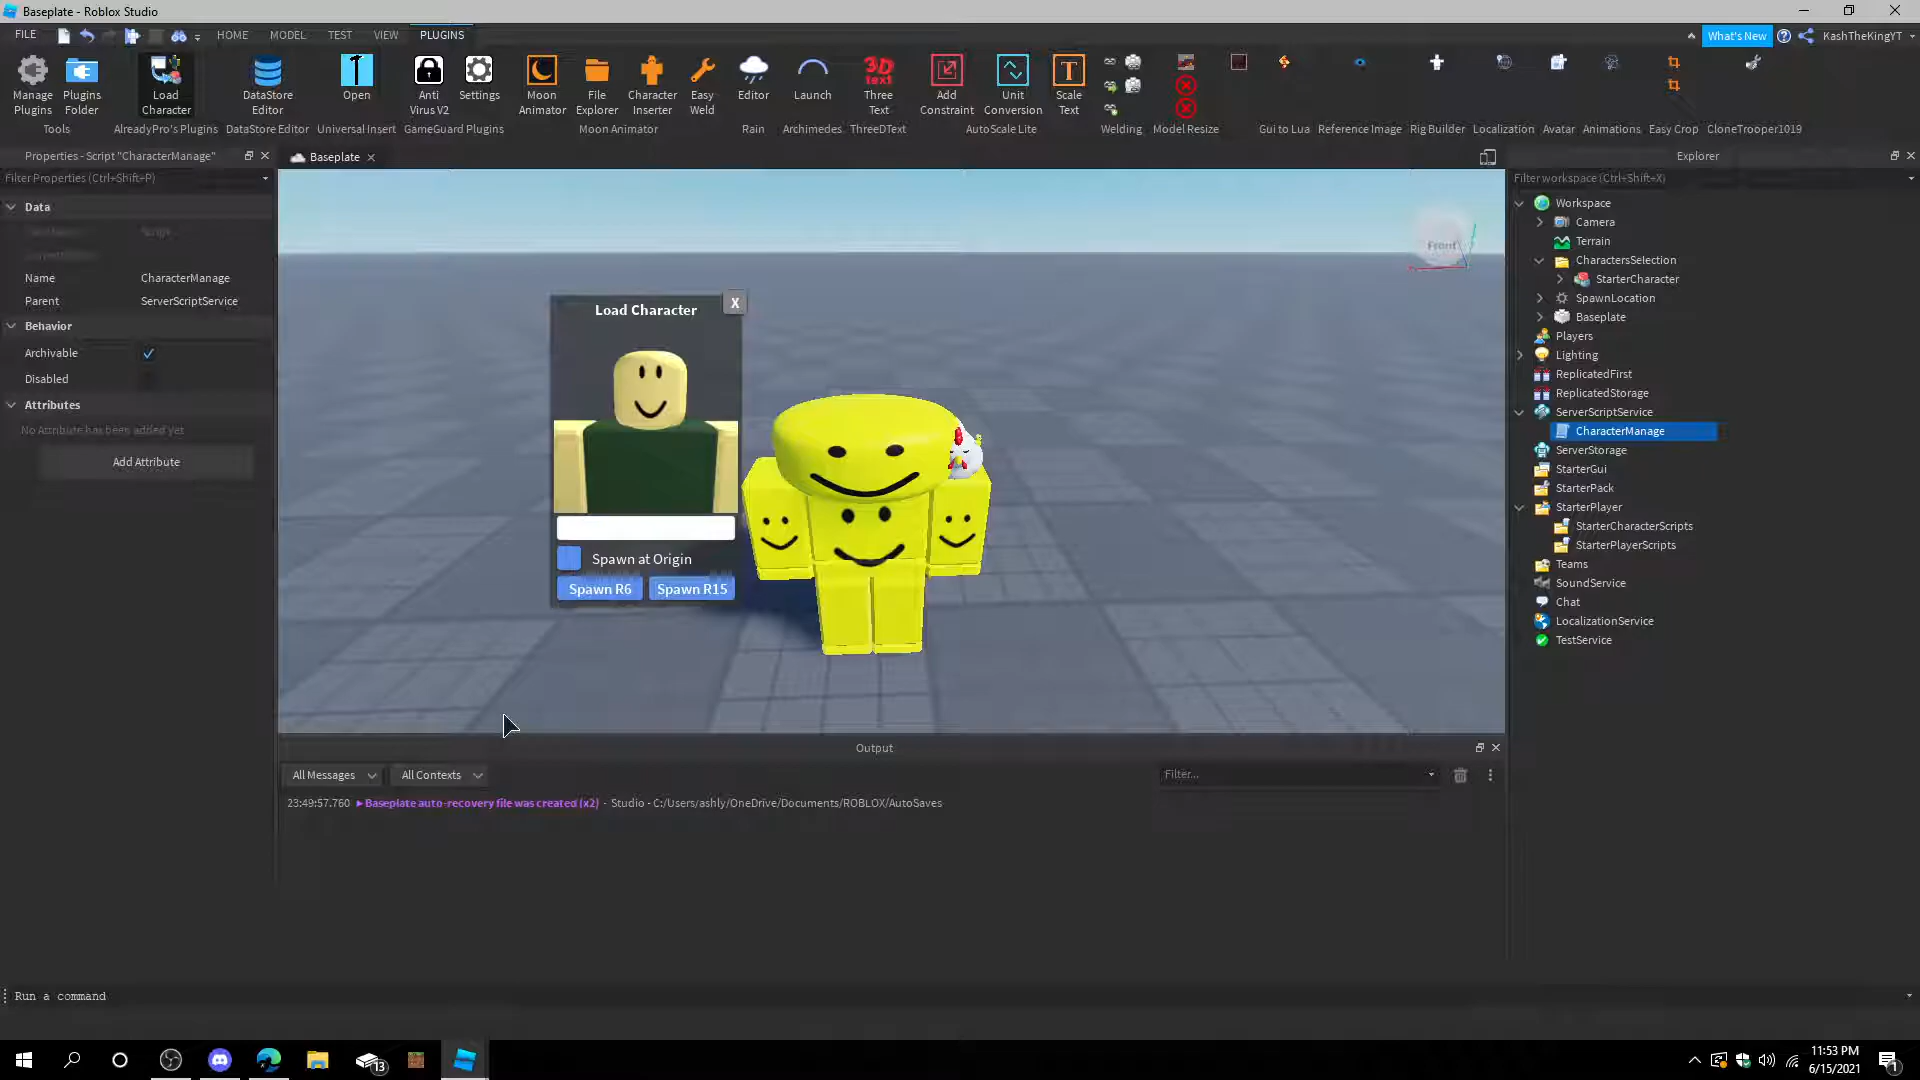 Baseplate - Roblox Studio
FILE HOME MODEL TEST VIEW PLUGINS What's New KashTheKingYT
Manage Plugins
Plugins Folder
Load Character
DataStore Editor
Open
Anti Virus V2
Settings
Moon Animator
File Explorer
Character Inserter
Easy Weld
Editor
Launch
3D text
Three Text
Add Constraint
Unit Conversion
Scale Text
Tools AlreadyPro's Plugins DataStore Editor Universal Insert GameGuard Plugins Moon Animator Rain Archimedes ThreeDText AutoScale Lite Welding Model Resize Gui to Lua Reference Image Rig Builder Localization Avatar Animations Easy Crop CloneTrooper1019
Properties - Script "CharacterManage"
Filter Properties (Ctrl+Shift+P)
Data
Name CharacterManage
Parent ServerScriptService
Behavior
Archivable
Disabled
Attributes
No Attribute has been added yet
Add Attribute
Baseplate
Front
Load Character X
Spawn at Origin
Spawn R6 Spawn R15
Explorer
Filter workspace (Ctrl+Shift+X)
Workspace
Camera
Terrain
CharactersSelection
StarterCharacter
SpawnLocation
Baseplate
Players
Lighting
ReplicatedFirst
ReplicatedStorage
ServerScriptService
CharacterManage
ServerStorage
StarterGui
StarterPack
StarterPlayer
StarterCharacterScripts
StarterPlayerScripts
Teams
SoundService
Chat
LocalizationService
TestService
Output
All Messages All Contexts Filter...
23:49:57.760 Baseplate auto-recovery file was created (x2) - Studio - C:/Users/ashly/OneDrive/Documents/ROBLOX/AutoSaves
Run a command
13
11:53 PM
6/15/2021
1